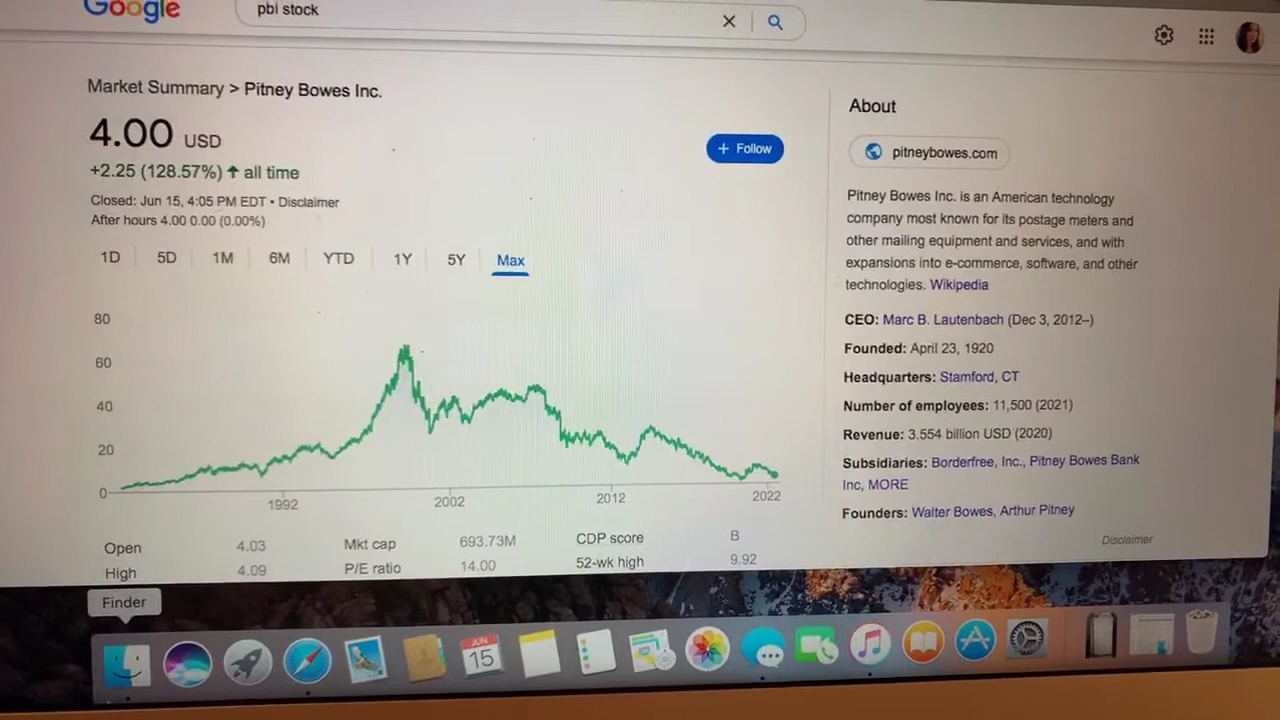 Google
pbi stock
Market Summary > Pitney Bowes Inc.
4.00 USD
+ Follow
+2.25 (128.57%) ↑ all time
Closed: Jun 15, 4:05 PM EDT • Disclaimer
After hours 4.00 0.00 (0.00%)
1D 5D 1M 6M YTD 1Y 5Y Max
80
60
40
20
0
1992 2002 2012 2022
Open 4.03 Mkt cap 693.73M CDP score B
High 4.09 P/E ratio 14.00 52-wk high 9.92
About
pitneybowes.com
Pitney Bowes Inc. is an American technology
company most known for its postage meters and
other mailing equipment and services, and with
expansions into e-commerce, software, and other
technologies. Wikipedia
CEO: Marc B. Lautenbach (Dec 3, 2012–)
Founded: April 23, 1920
Headquarters: Stamford, CT
Number of employees: 11,500 (2021)
Revenue: 3.554 billion USD (2020)
Subsidiaries: Borderfree, Inc., Pitney Bowes Bank
Inc, MORE
Founders: Walter Bowes, Arthur Pitney
Disclaimer
Finder
JUN
15